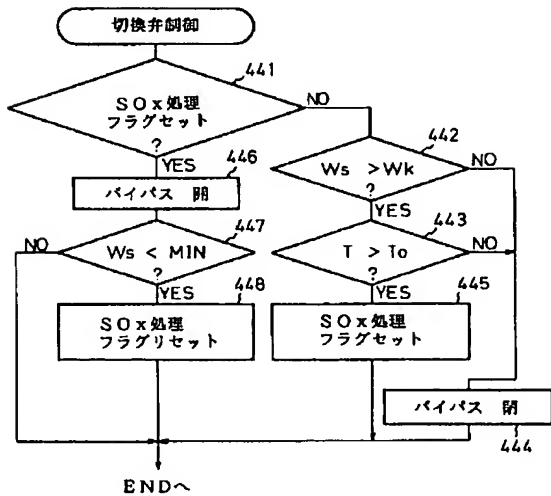 切換弁制御
441
SOx処理
フラグセット
?
NO
YES
442
Ws >Wk
?
NO
YES
446
バイパス 開
443
T > To
?
NO
YES
447
NO
Ws < MIN
?
YES
448
SOx処理
フラグリセット
445
SOx処理
フラグセット
バイパス 閉
444
ENDへ